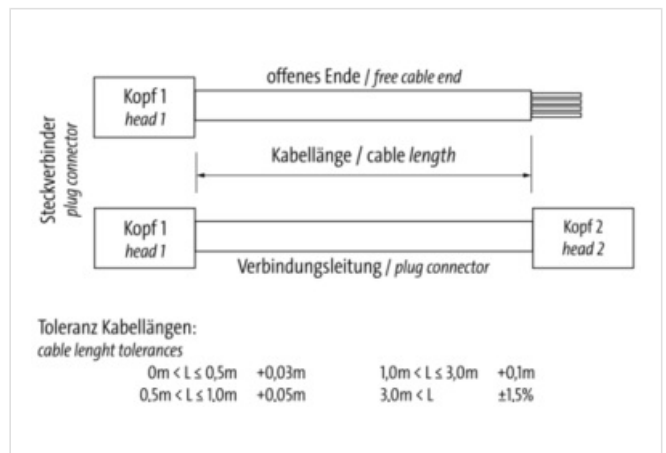 offenes Ende / free cable end
Kopf 1
head 1
Steckverbinder
plug connector
Kabellänge / cable length
Kopf 1
head 1
Kopf 2
head 2
Verbindungsleitung / plug connector
Toleranz Kabellängen:
cable lenght tolerances
0m < L ≤ 0,5m +0,03m 1,0m < L ≤ 3,0m +0,1m
0,5m < L ≤ 1,0m +0,05m 3,0m < L ±1,5%